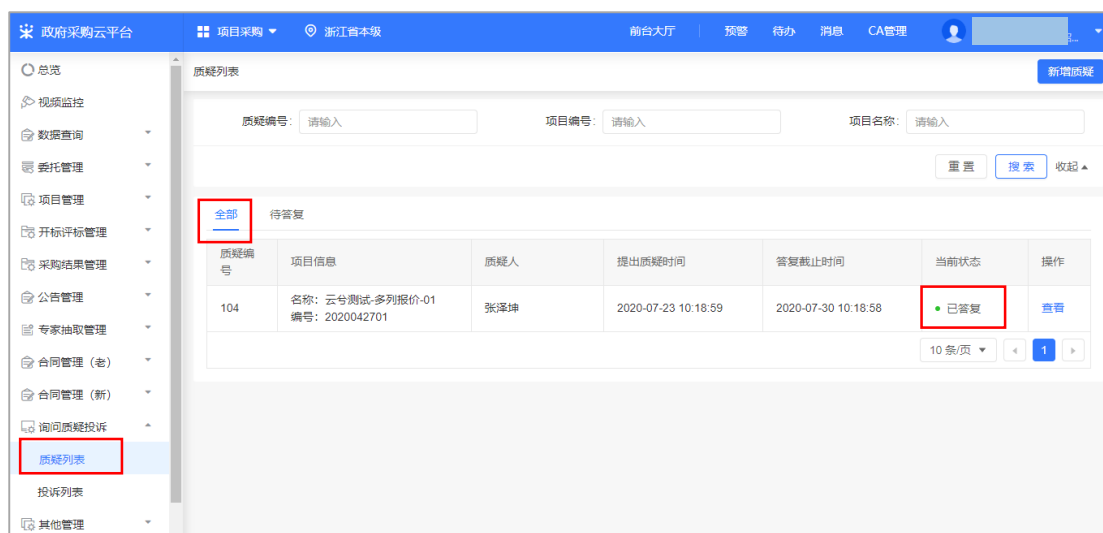 政府采购云平台 项目采购 浙江省本级 前台大厅 预警 待办 消息 CA管理
总览
质疑列表 新增质疑
视频监控
质疑编号： 请输入 项目编号： 请输入 项目名称： 请输入
数据查询
委托管理
重置 搜索 收起
项目管理
全部 待答复
开标评标管理
质疑编号 项目信息 质疑人 提出质疑时间 答复截止时间 当前状态 操作
采购结果管理
公告管理
104 名称：云兮测试-多列报价-01 张泽坤 2020-07-23 10:18:59 2020-07-30 10:18:58 已答复 查看
编号：2020042701
专家抽取管理
10 条/页 1
合同管理（老）
合同管理（新）
询问质疑投诉
质疑列表
投诉列表
其他管理